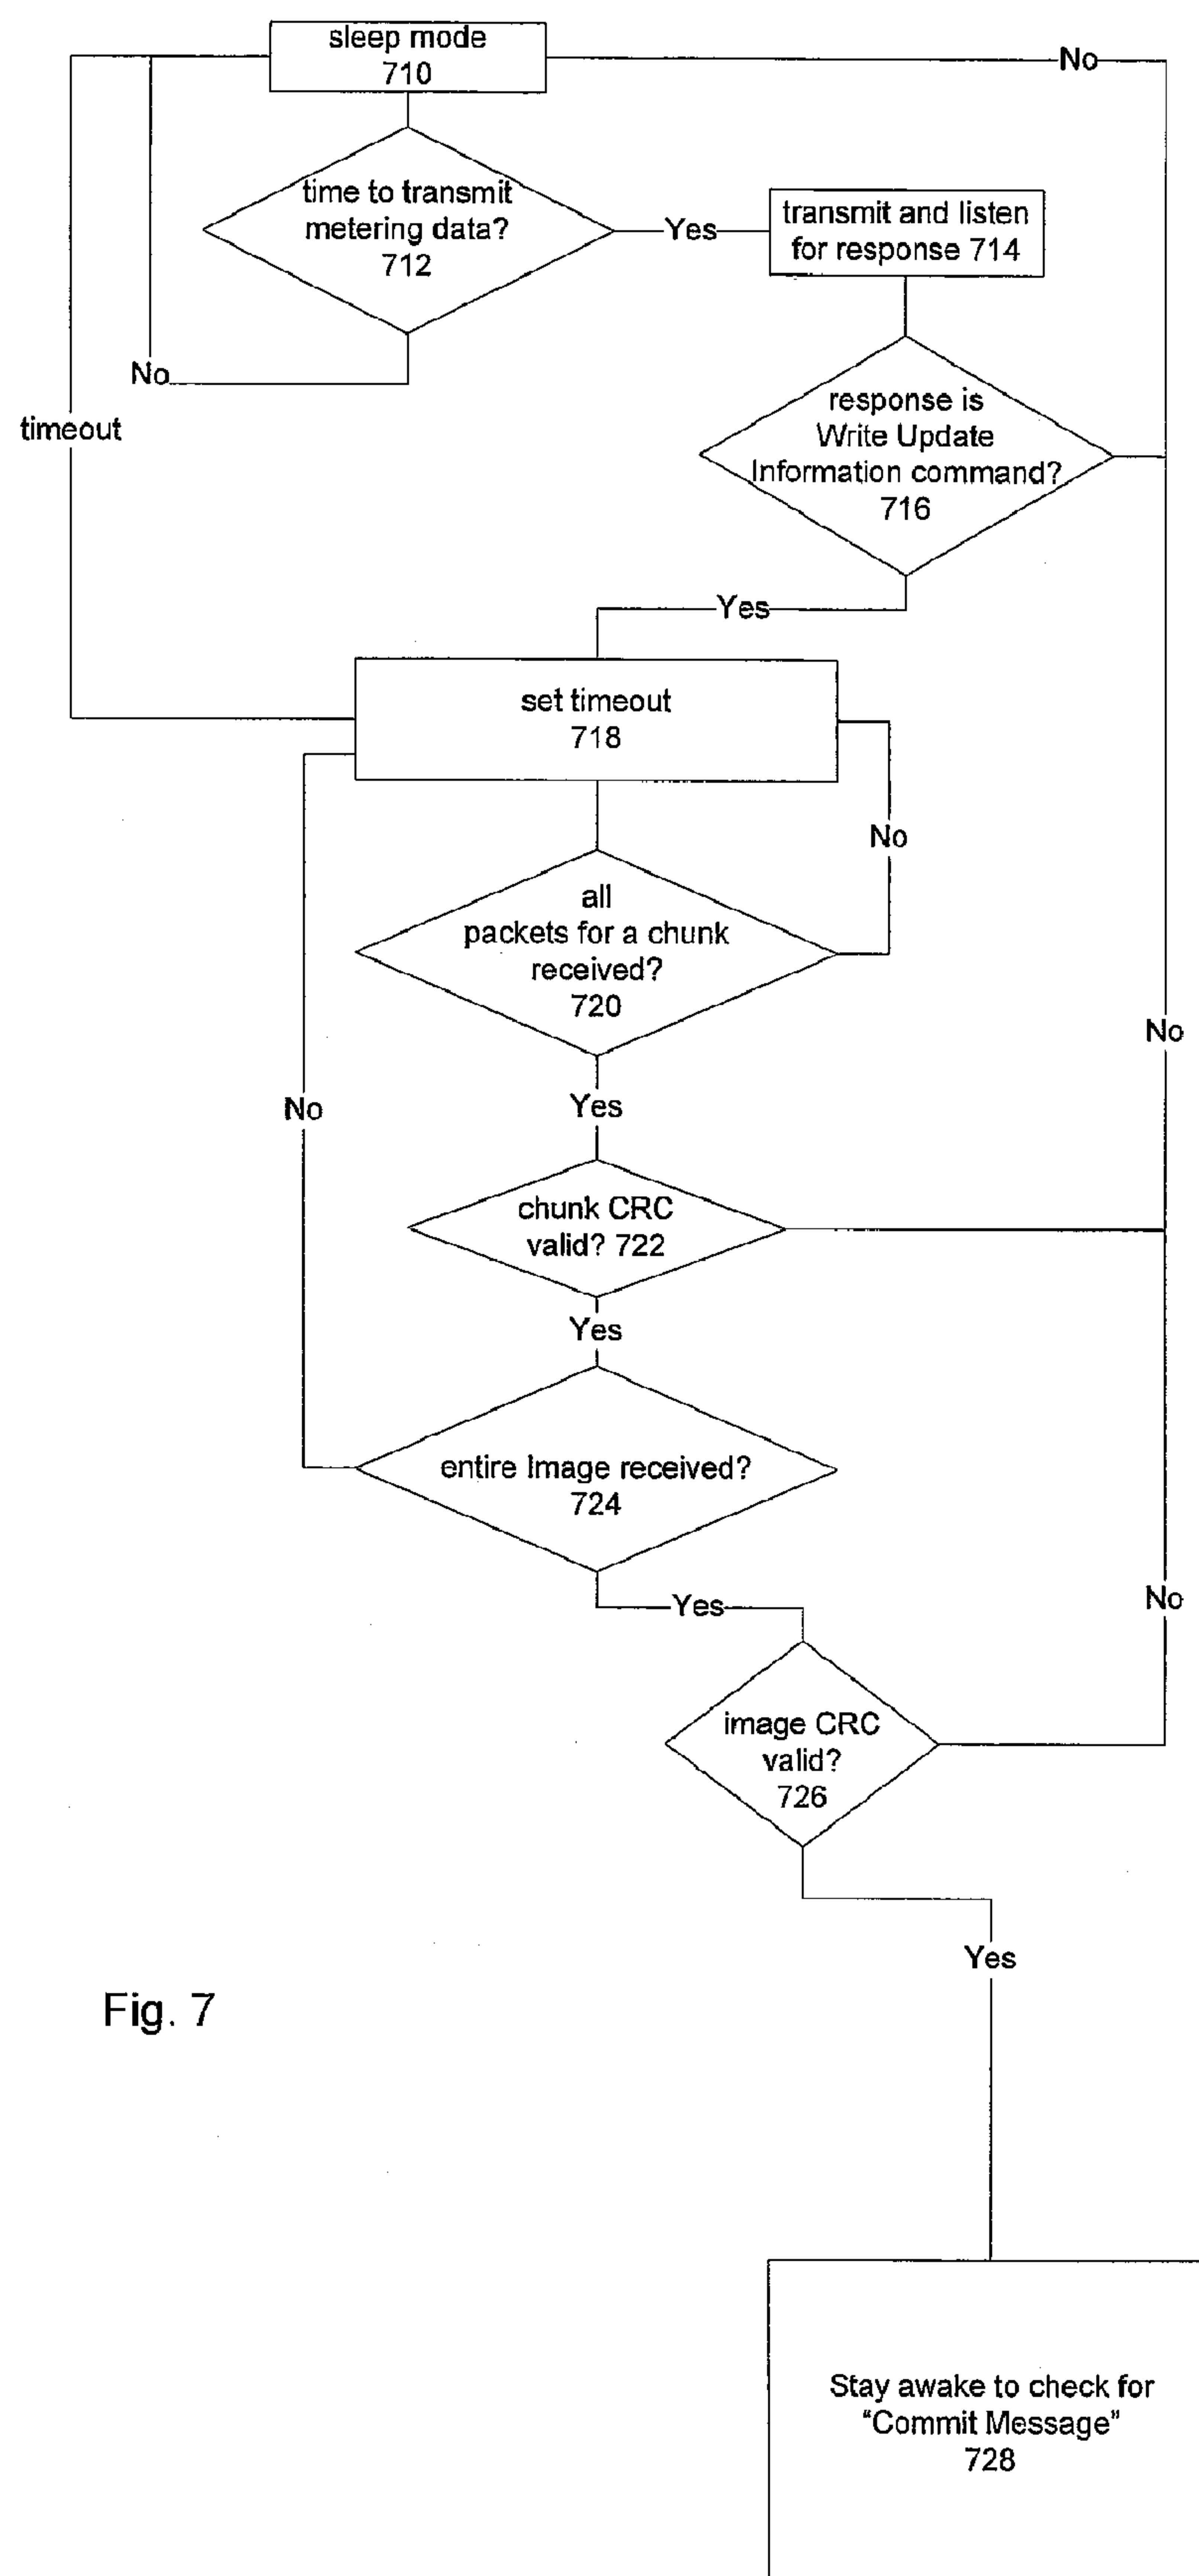 sleep mode
710
No
time to transmit
metering data?
712
Yes
transmit and listen
for response 714
No
timeout
response is
Write Update
Information command?
716
Yes
set timeout
718
No
all
packets for a chunk
received?
720
No
No
Yes
chunk CRC
valid? 722
Yes
entire Image received?
724
Yes
No
image CRC
valid?
726
Yes
Fig. 7
Stay awake to check for
“Commit Message”
728